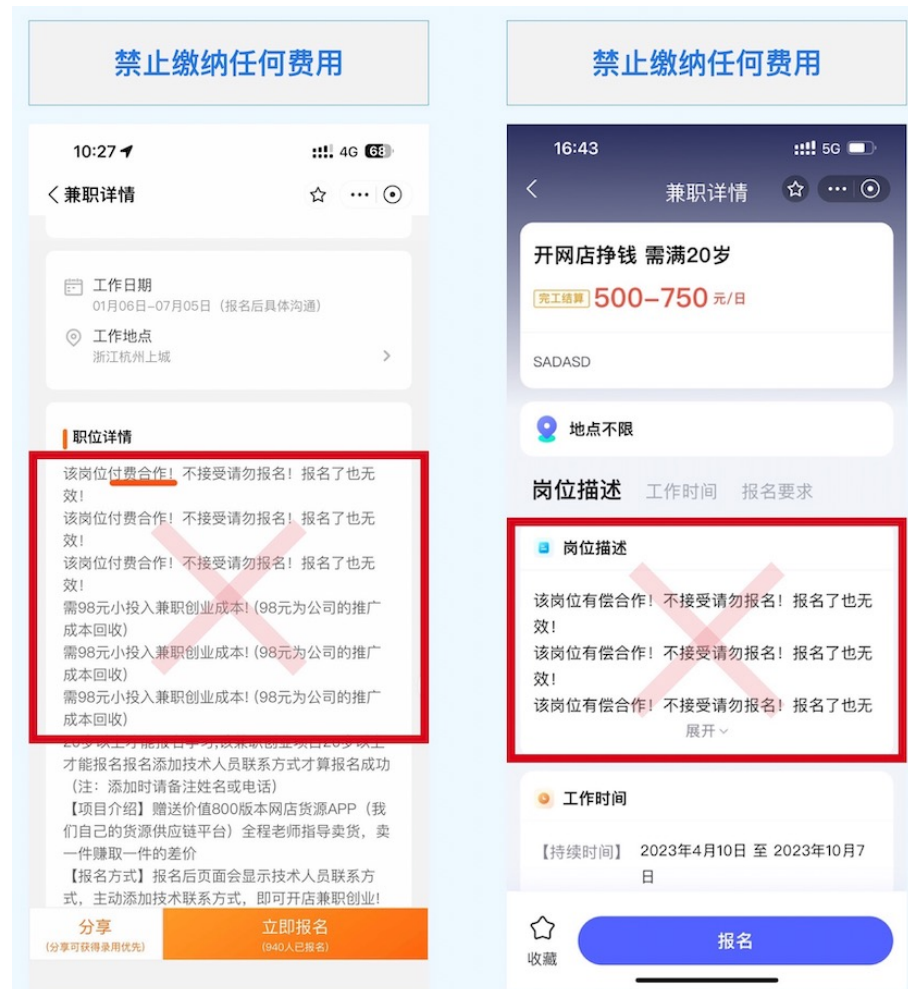 禁止缴纳任何费用
10:27
4G 68
兼职详情
工作日期
01月06日-07月05日（报名后具体沟通）
工作地点
浙江杭州上城
职位详情
该岗位付费合作！不接受请勿报名！报名了也无
效！
该岗位付费合作！不接受请勿报名！报名了也无
效！
该岗位付费合作！不接受请勿报名！报名了也无
效！
需98元小投入兼职创业成本！(98元为公司的推广
成本回收)
需98元小投入兼职创业成本！(98元为公司的推广
成本回收)
需98元小投入兼职创业成本！(98元为公司的推广
成本回收)
20岁以上才能报名学习,该兼职创业项目20岁以上
才能报名报名添加技术人员联系方式才算报名成功
（注：添加时请备注姓名或电话）
【项目介绍】赠送价值800版本网店货源APP（我
们自己的货源供应链平台）全程老师指导卖货，卖
一件赚取一件的差价
【报名方式】报名后页面会显示技术人员联系方
式，主动添加技术联系方式，即可开店兼职创业!
分享
(分享可获得录用优先)
立即报名
(940人已报名)
禁止缴纳任何费用
16:43
5G
兼职详情
开网店挣钱 需满20岁
完工结算 500-750 元/日
SADASD
地点不限
岗位描述 工作时间 报名要求
岗位描述
该岗位有偿合作！不接受请勿报名！报名了也无
效！
该岗位有偿合作！不接受请勿报名！报名了也无
效！
该岗位有偿合作！不接受请勿报名！报名了也无
展开
工作时间
【持续时间】 2023年4月10日 至 2023年10月7
日
收藏
报名